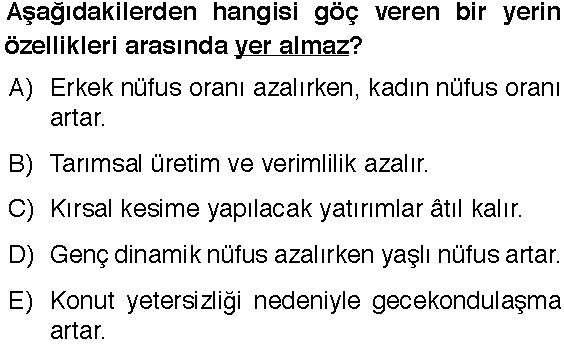 Aşağıdakilerden hangisi göç veren bir yerin
özellikleri arasında yer almaz?
A) Erkek nüfus oranı azalırken, kadın nüfus oranı
artar.
B) Tarımsal üretim ve verimlilik azalır.
C) Kırsal kesime yapılacak yatırımlar âtıl kalır.
D) Genç dinamik nüfus azalırken yaşlı nüfus artar.
E) Konut yetersizliği nedeniyle gecekondulaşma
artar.